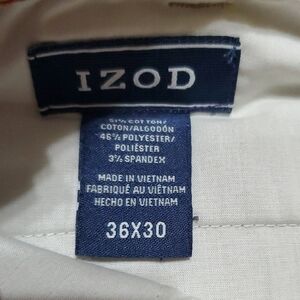 IZOD
51% COTTON/
COTON/ALGODÓN
46% POLYESTER/
POLIÉSTER
3% SPANDEX
MADE IN VIETNAM
FABRIQUÉ AU VIÊTNAM
HECHO EN VIETNAM
36X30